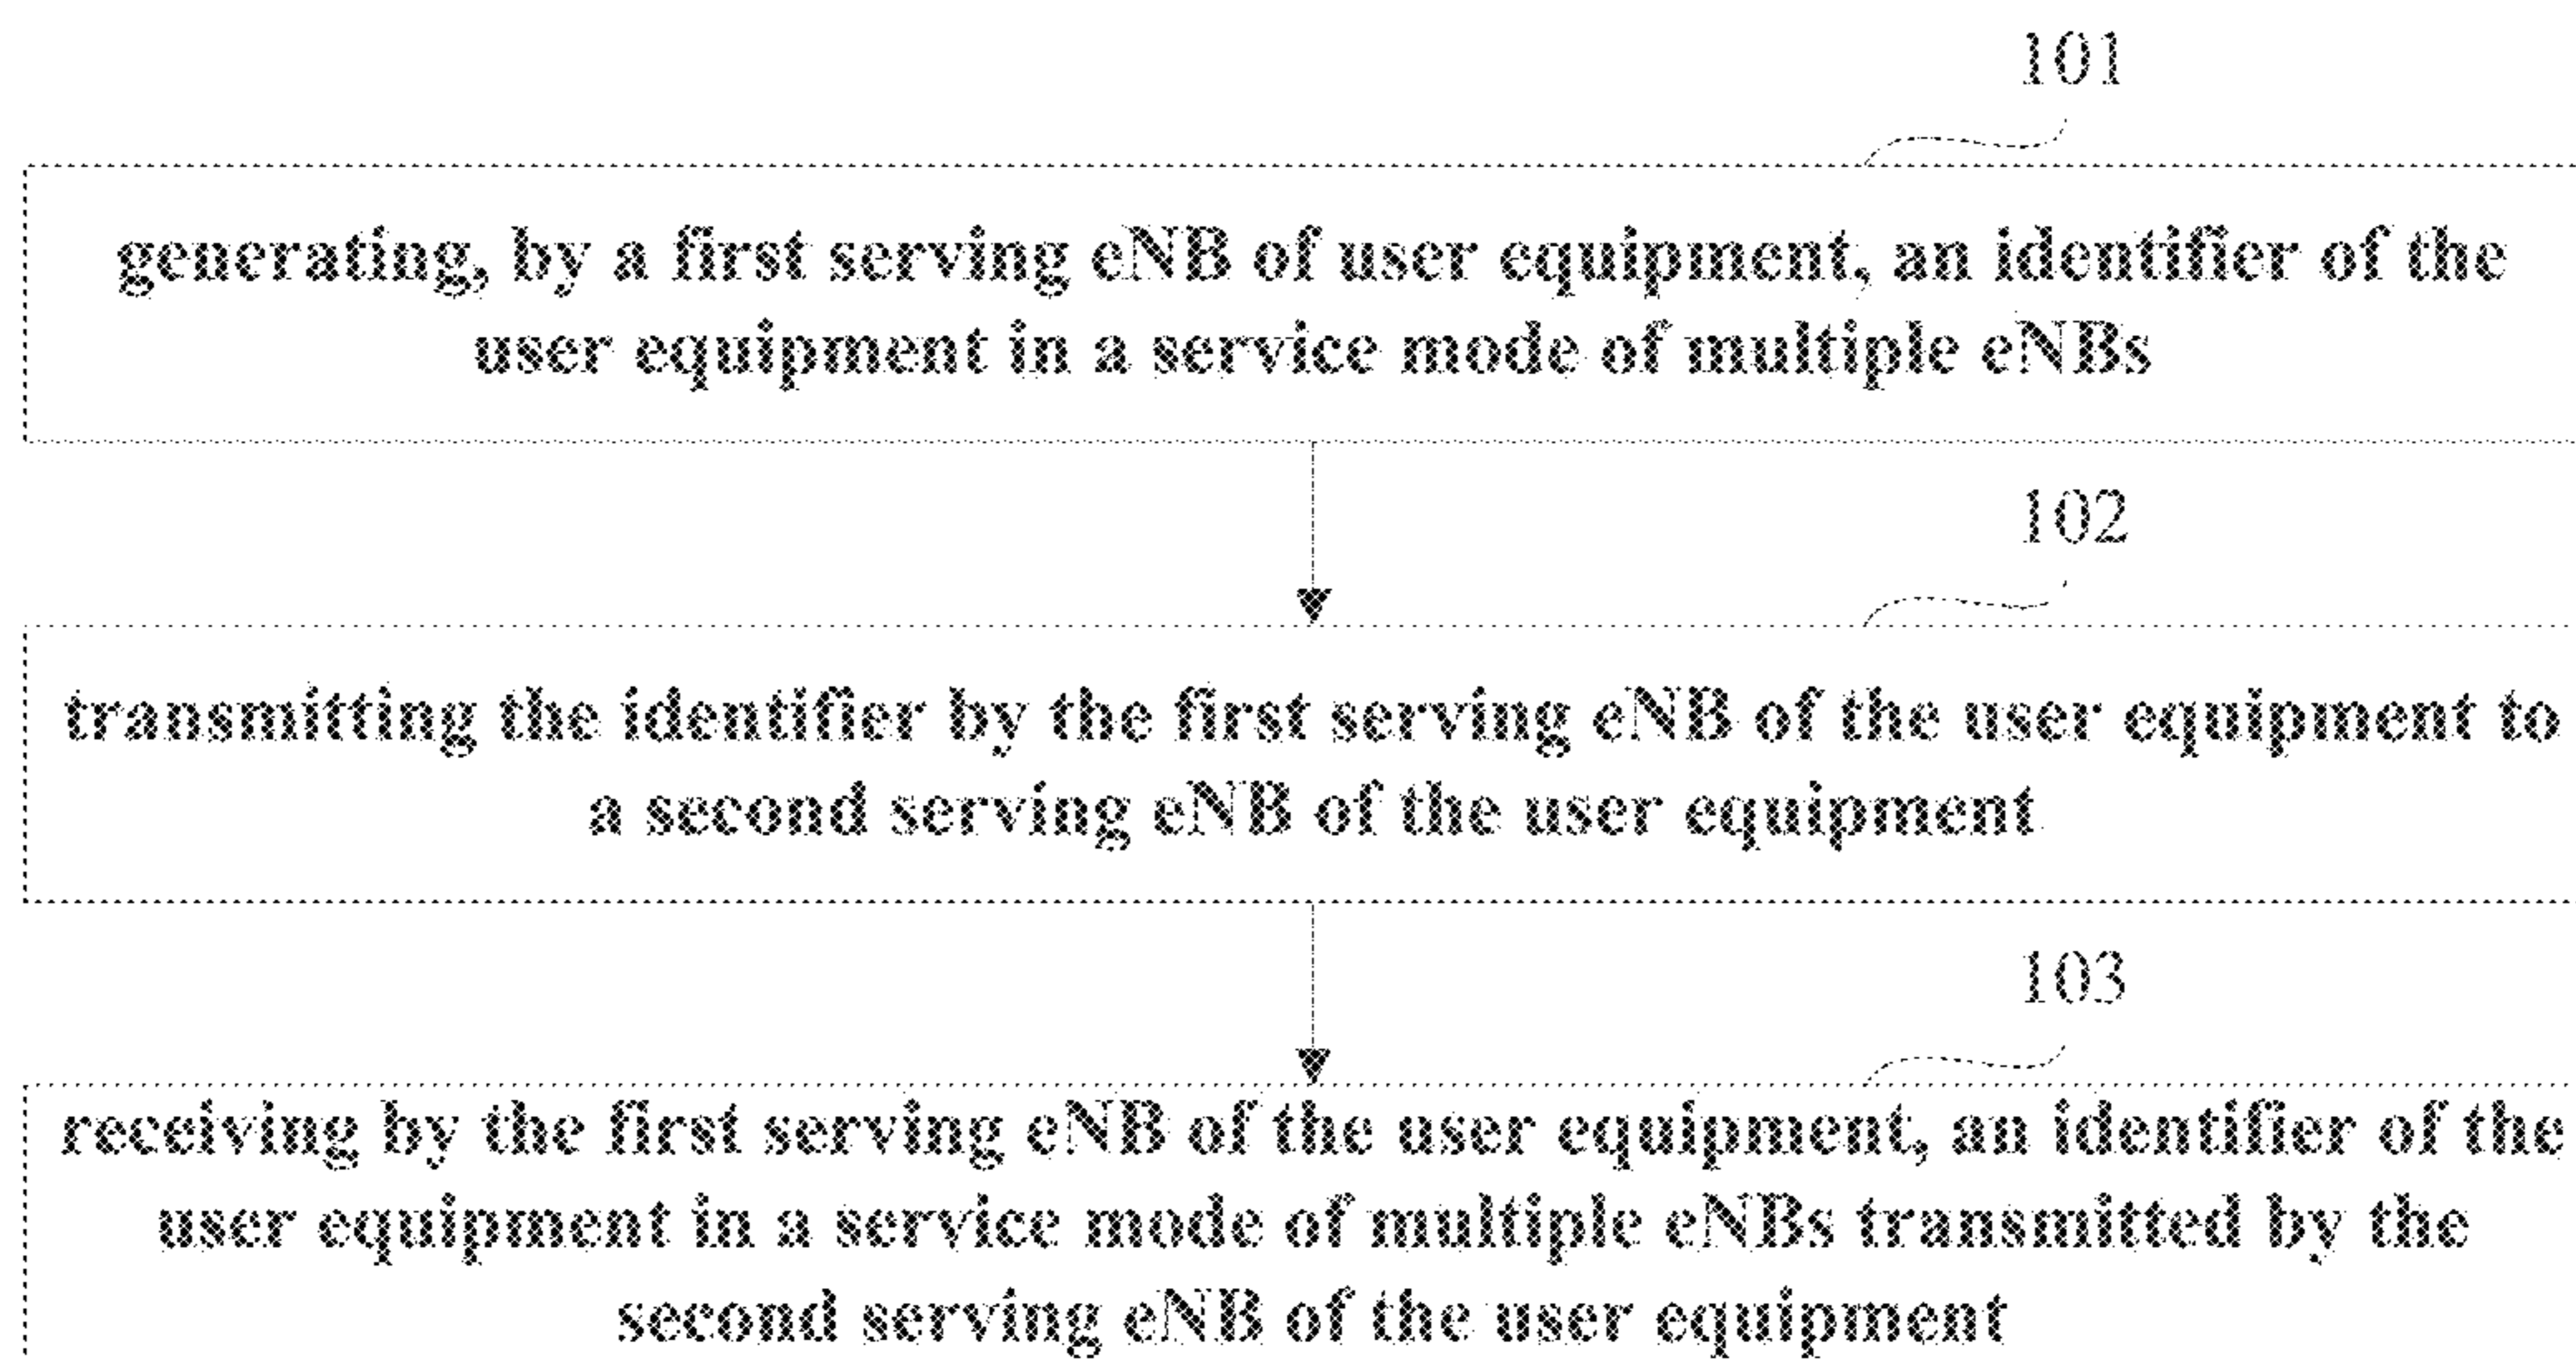 101
generating, by a first serving eNB of user equipment, an identifier of the
user equipment in a service mode of multiple eNBs
102
transmitting the identifier by the first serving eNB of the user equipment to
a second serving eNB of the user equipment
103
receiving by the first serving eNB of the user equipment, an identifier of the
user equipment in a service mode of multiple eNBs transmitted by the
second serving eNB of the user equipment